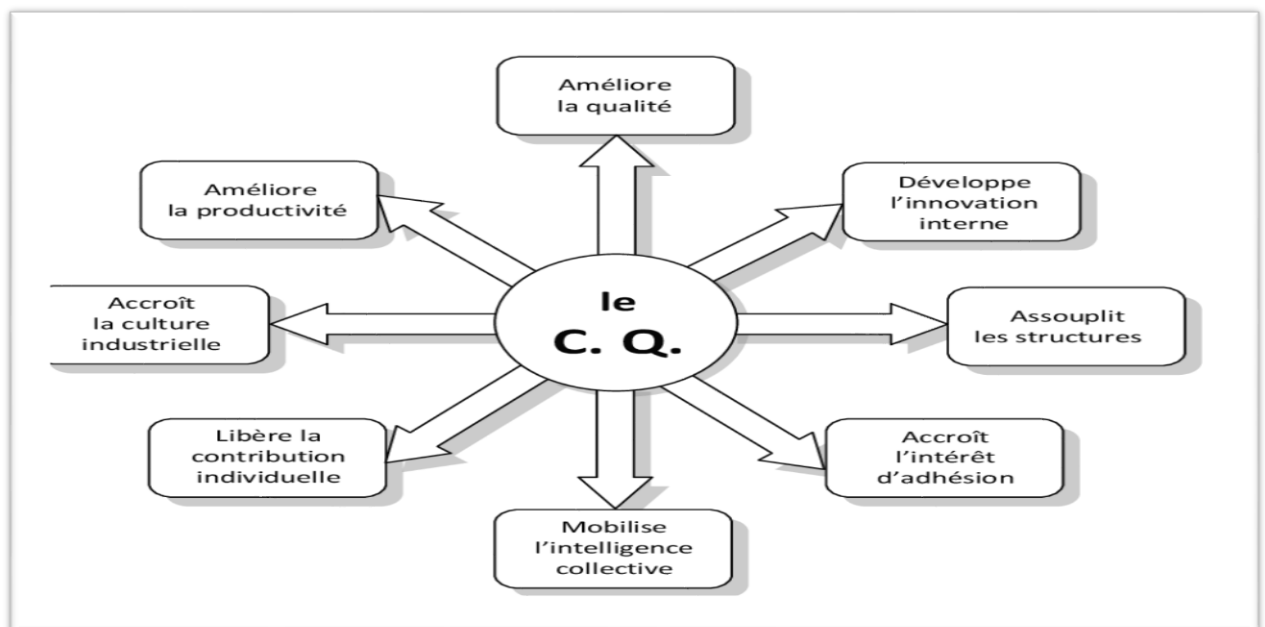 Améliore
la qualité
Améliore
la productivité
Développe
l’innovation
interne
Accroît
la culture
industrielle
le
C. Q.
Assouplit
les structures
Libère la
contribution
individuelle
Accroît
l’intérêt
d’adhésion
Mobilise
l’intelligence
collective